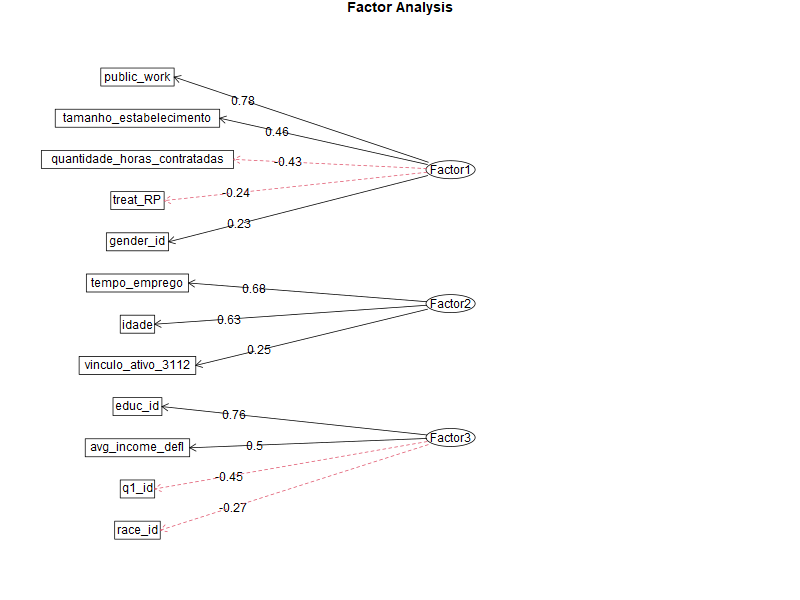 Factor Analysis
public_work
0.78
tamanho_estabelecimento
0.46
quantidade_horas_contratadas
-0.43
Factor1
treat_RP
-0.24
gender_id
0.23
tempo_emprego
0.68
Factor2
idade
0.63
vinculo_ativo_3112
0.25
educ_id
0.76
Factor3
avg_income_defl
0.5
q1_id
-0.45
race_id
-0.27